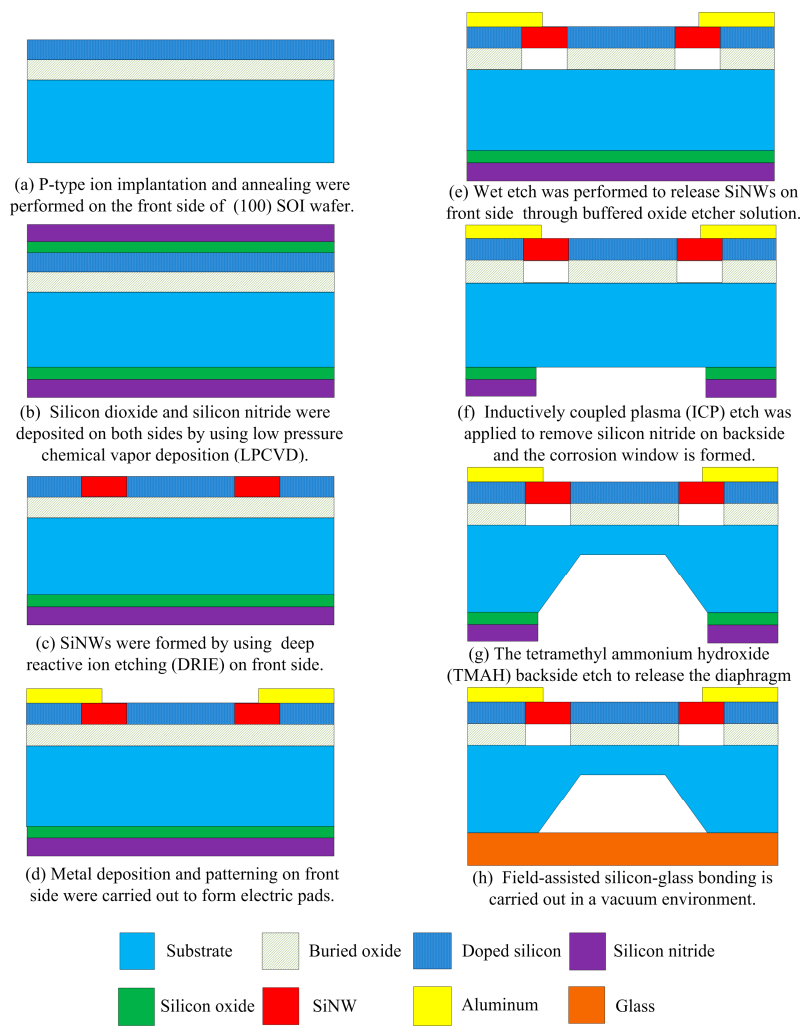 (a) P-type ion implantation and annealing were
performed on the front side of (100) SOI wafer.
(b) Silicon dioxide and silicon nitride were
deposited on both sides by using low pressure
chemical vapor deposition (LPCVD).
(c) SiNWs were formed by using deep
reactive ion etching (DRIE) on front side.
(d) Metal deposition and patterning on front
side were carried out to form electric pads.
(e) Wet etch was performed to release SiNWs on
front side through buffered oxide etcher solution.
(f) Inductively coupled plasma (ICP) etch was
applied to remove silicon nitride on backside
and the corrosion window is formed.
(g) The tetramethyl ammonium hydroxide
(TMAH) backside etch to release the diaphragm
(h) Field-assisted silicon-glass bonding is
carried out in a vacuum environment.
Substrate Buried oxide Doped silicon Silicon nitride
Silicon oxide SiNW Aluminum Glass